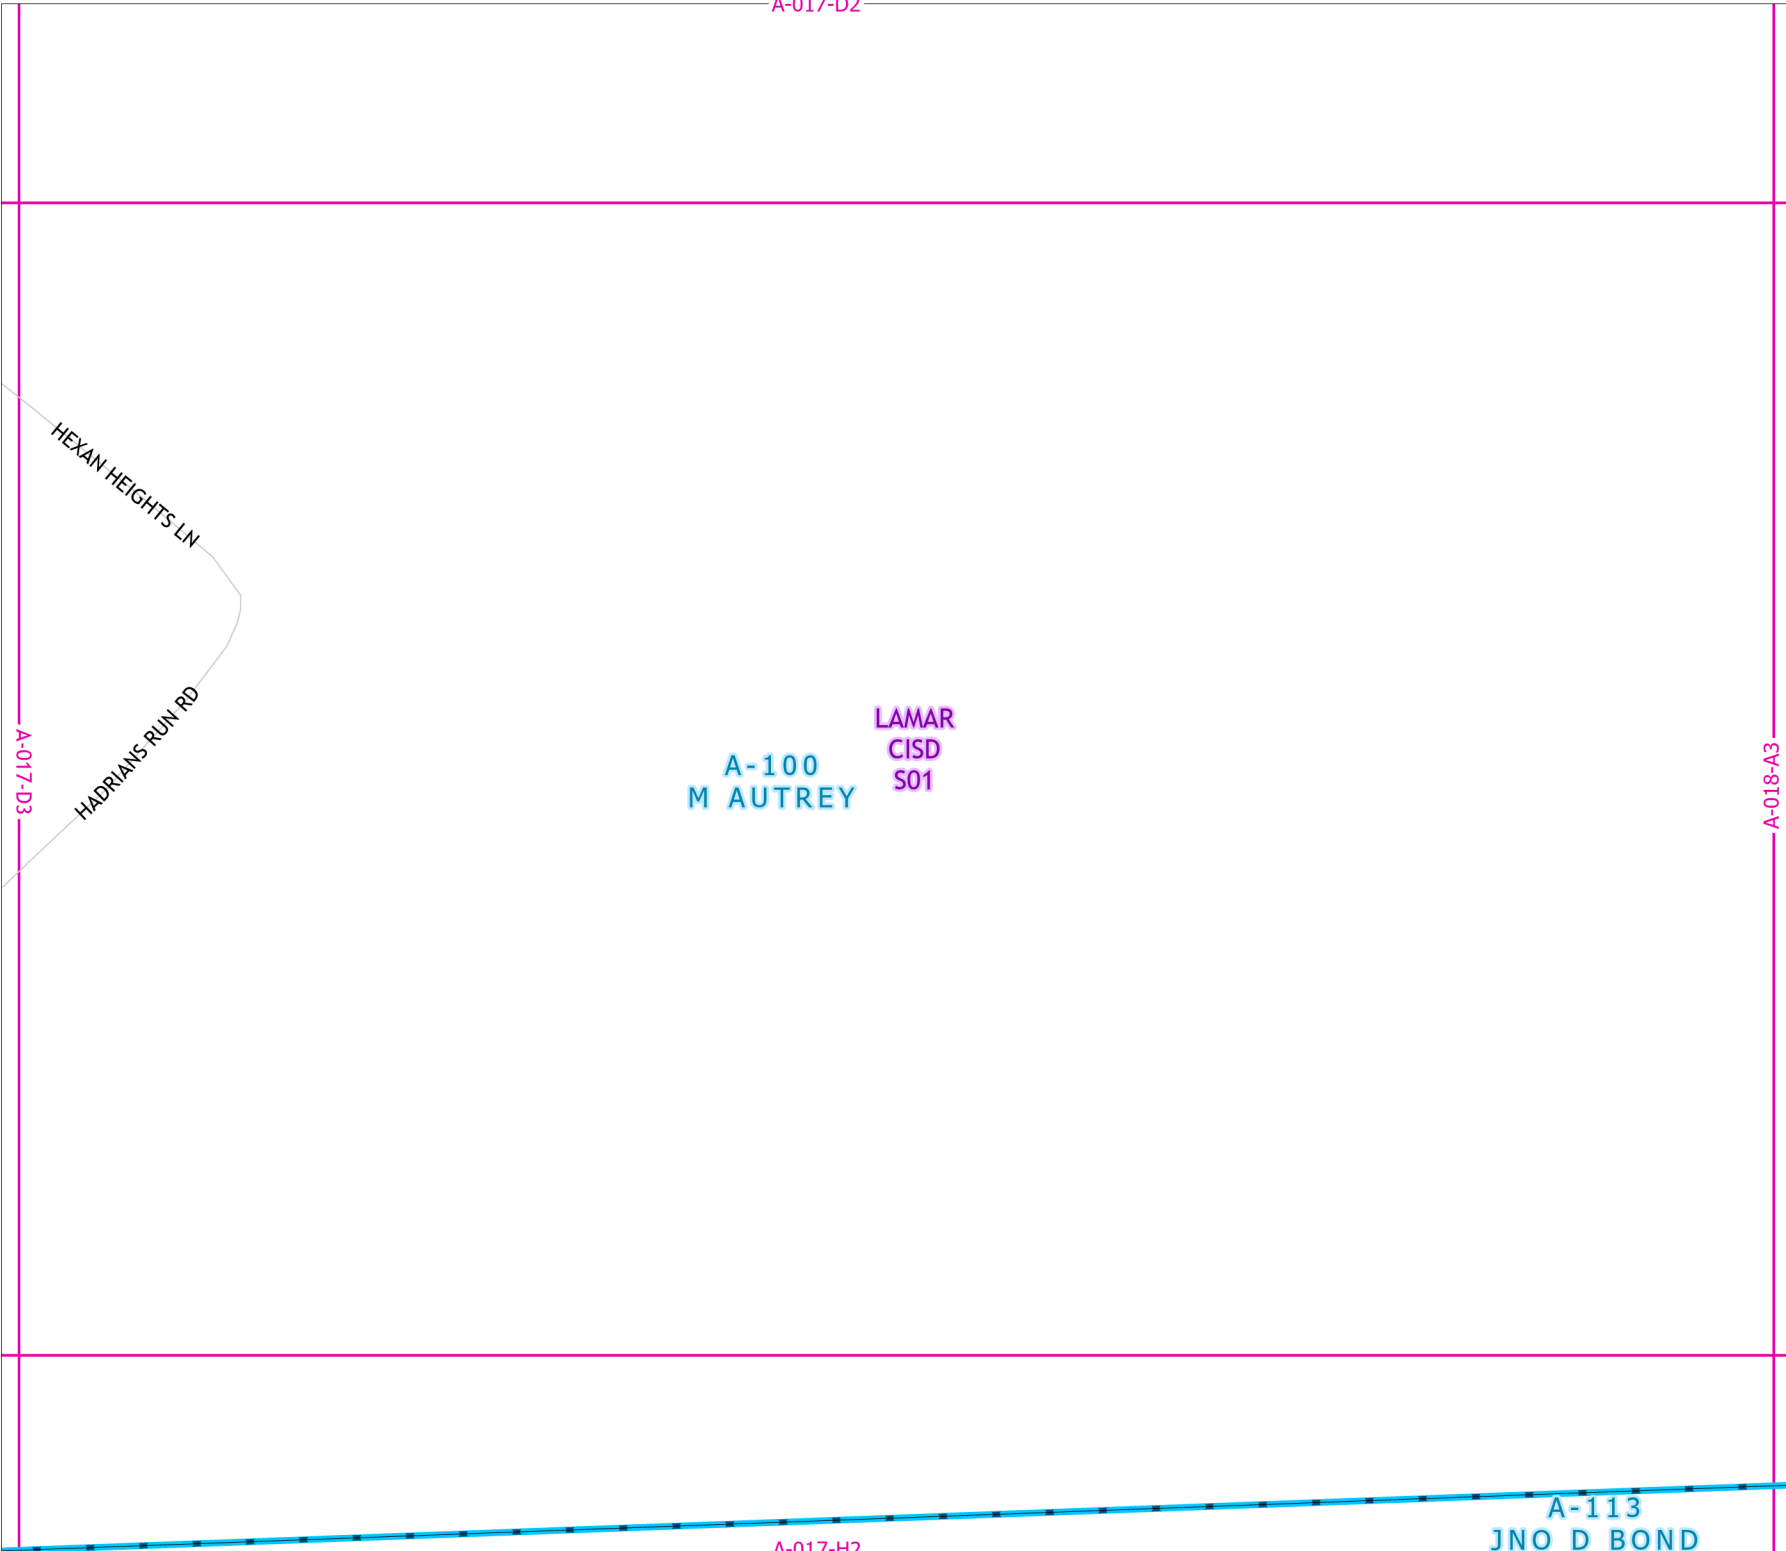 A-017-D2
HEXAN HEIGHTS LN
HADRIANS RUN RD
A-017-D3
LAMAR
CISD
S01
A-100
M AUTREY
A-018-A3
A-113
JNO D BOND
A-017-H2